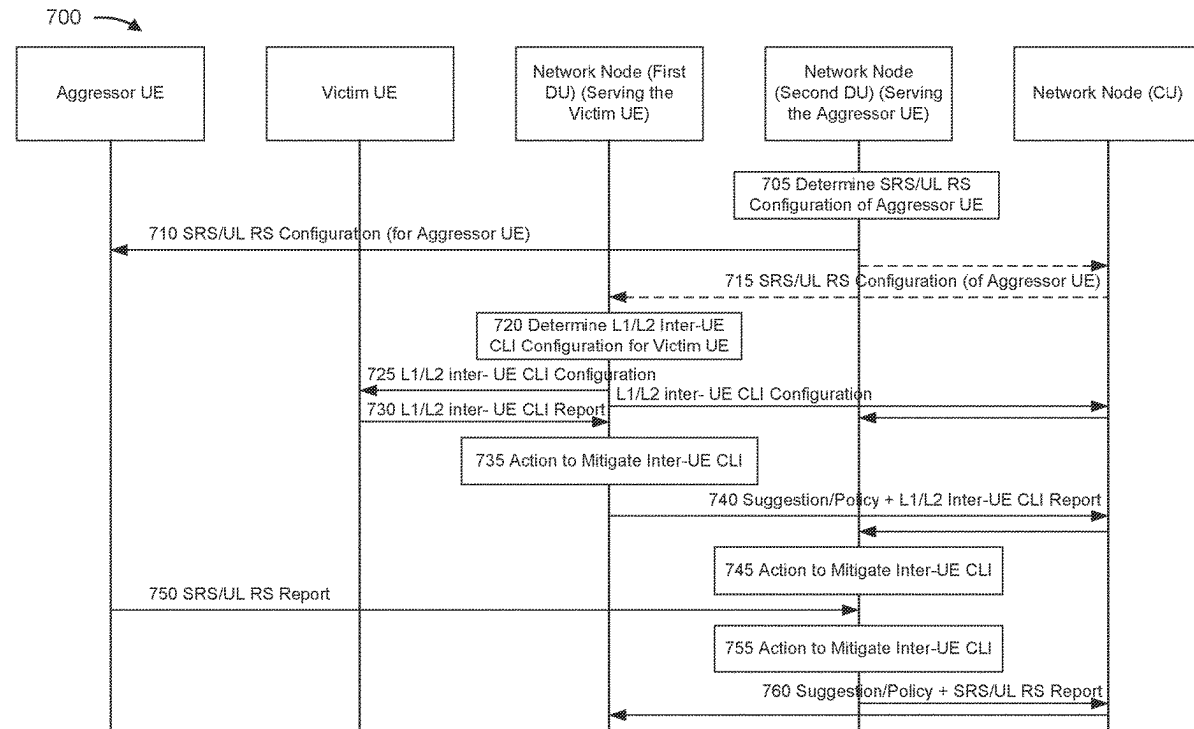 700
Aggressor UE
Victim UE
Network Node (First
DU) (Serving the
Victim UE)
Network Node
(Second DU) (Serving
the Aggressor UE)
Network Node (CU)
705 Determine SRS/UL RS
Configuration of Aggressor UE
710 SRS/UL RS Configuration (for Aggressor UE)
715 SRS/UL RS Configuration (of Aggressor UE)
720 Determine L1/L2 Inter-UE
CLI Configuration for Victim UE
725 L1/L2 inter- UE CLI Configuration
L1/L2 inter- UE CLI Configuration
730 L1/L2 inter- UE CLI Report
735 Action to Mitigate Inter-UE CLI
740 Suggestion/Policy + L1/L2 Inter-UE CLI Report
745 Action to Mitigate Inter-UE CLI
750 SRS/UL RS Report
755 Action to Mitigate Inter-UE CLI
760 Suggestion/Policy + SRS/UL RS Report